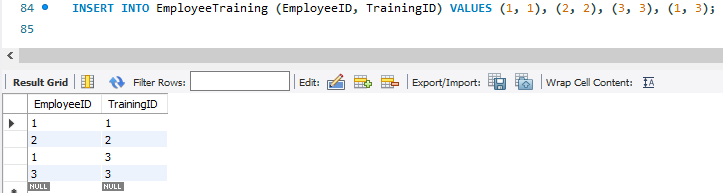 84 INSERT INTO EmployeeTraining (EmployeeID, TrainingID) VALUES (1, 1), (2, 2), (3, 3), (1, 3);
85
Result Grid Filter Rows: Edit: Export/Import: Wrap Cell Content: IA
EmployeeID TrainingID
1 1
2 2
1 3
3 3
NULL NULL